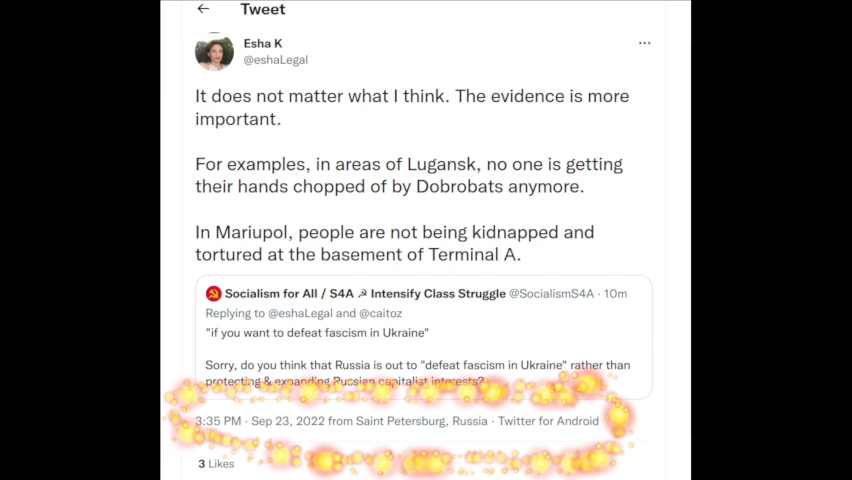 Tweet
Esha K
@eshaLegal
It does not matter what I think. The evidence is more
important.
For examples, in areas of Lugansk, no one is getting
their hands chopped of by Dobrobats anymore.
In Mariupol, people are not being kidnapped and
tortured at the basement of Terminal A.
Socialism for All / S4A ☭ Intensify Class Struggle @SocialismS4A · 10m
Replying to @eshaLegal and @caitoz
"if you want to defeat fascism in Ukraine"
Sorry, do you think that Russia is out to "defeat fascism in Ukraine" rather than
protecting & expanding Russian capitalist interests?
3:35 PM · Sep 23, 2022 from Saint Petersburg, Russia · Twitter for Android
3 Likes